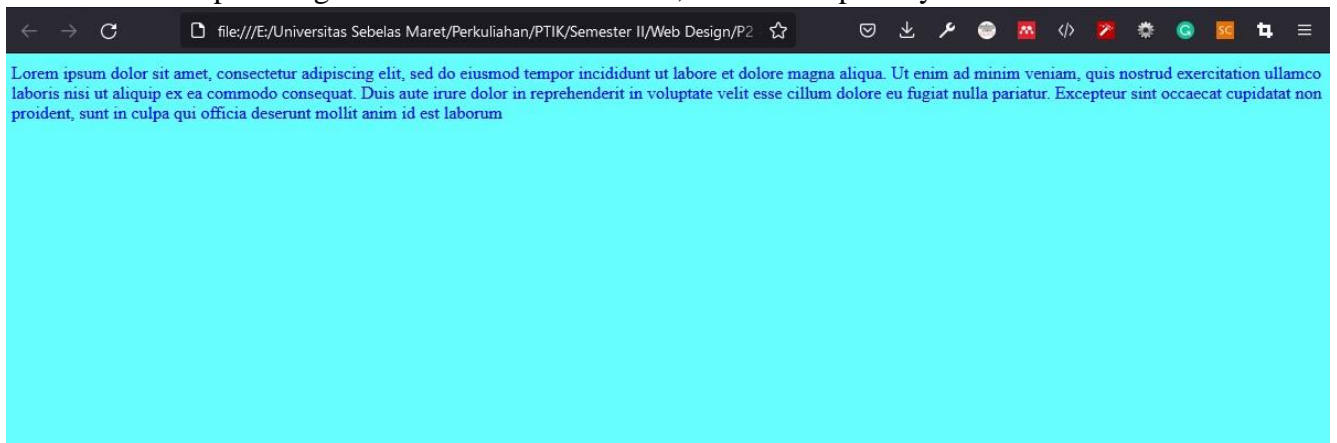 file:///E:/Universitas Sebelas Maret/Perkuliahan/PTIK/Semester II/Web Design/P2
SC
Lorem ipsum dolor sit amet, consectetur adipiscing elit, sed do eiusmod tempor incididunt ut labore et dolore magna aliqua. Ut enim ad minim veniam, quis nostrud exercitation ullamco
laboris nisi ut aliquip ex ea commodo consequat. Duis aute irure dolor in reprehenderit in voluptate velit esse cillum dolore eu fugiat nulla pariatur. Excepteur sint occaecat cupidatat non
proident, sunt in culpa qui officia deserunt mollit anim id est laborum